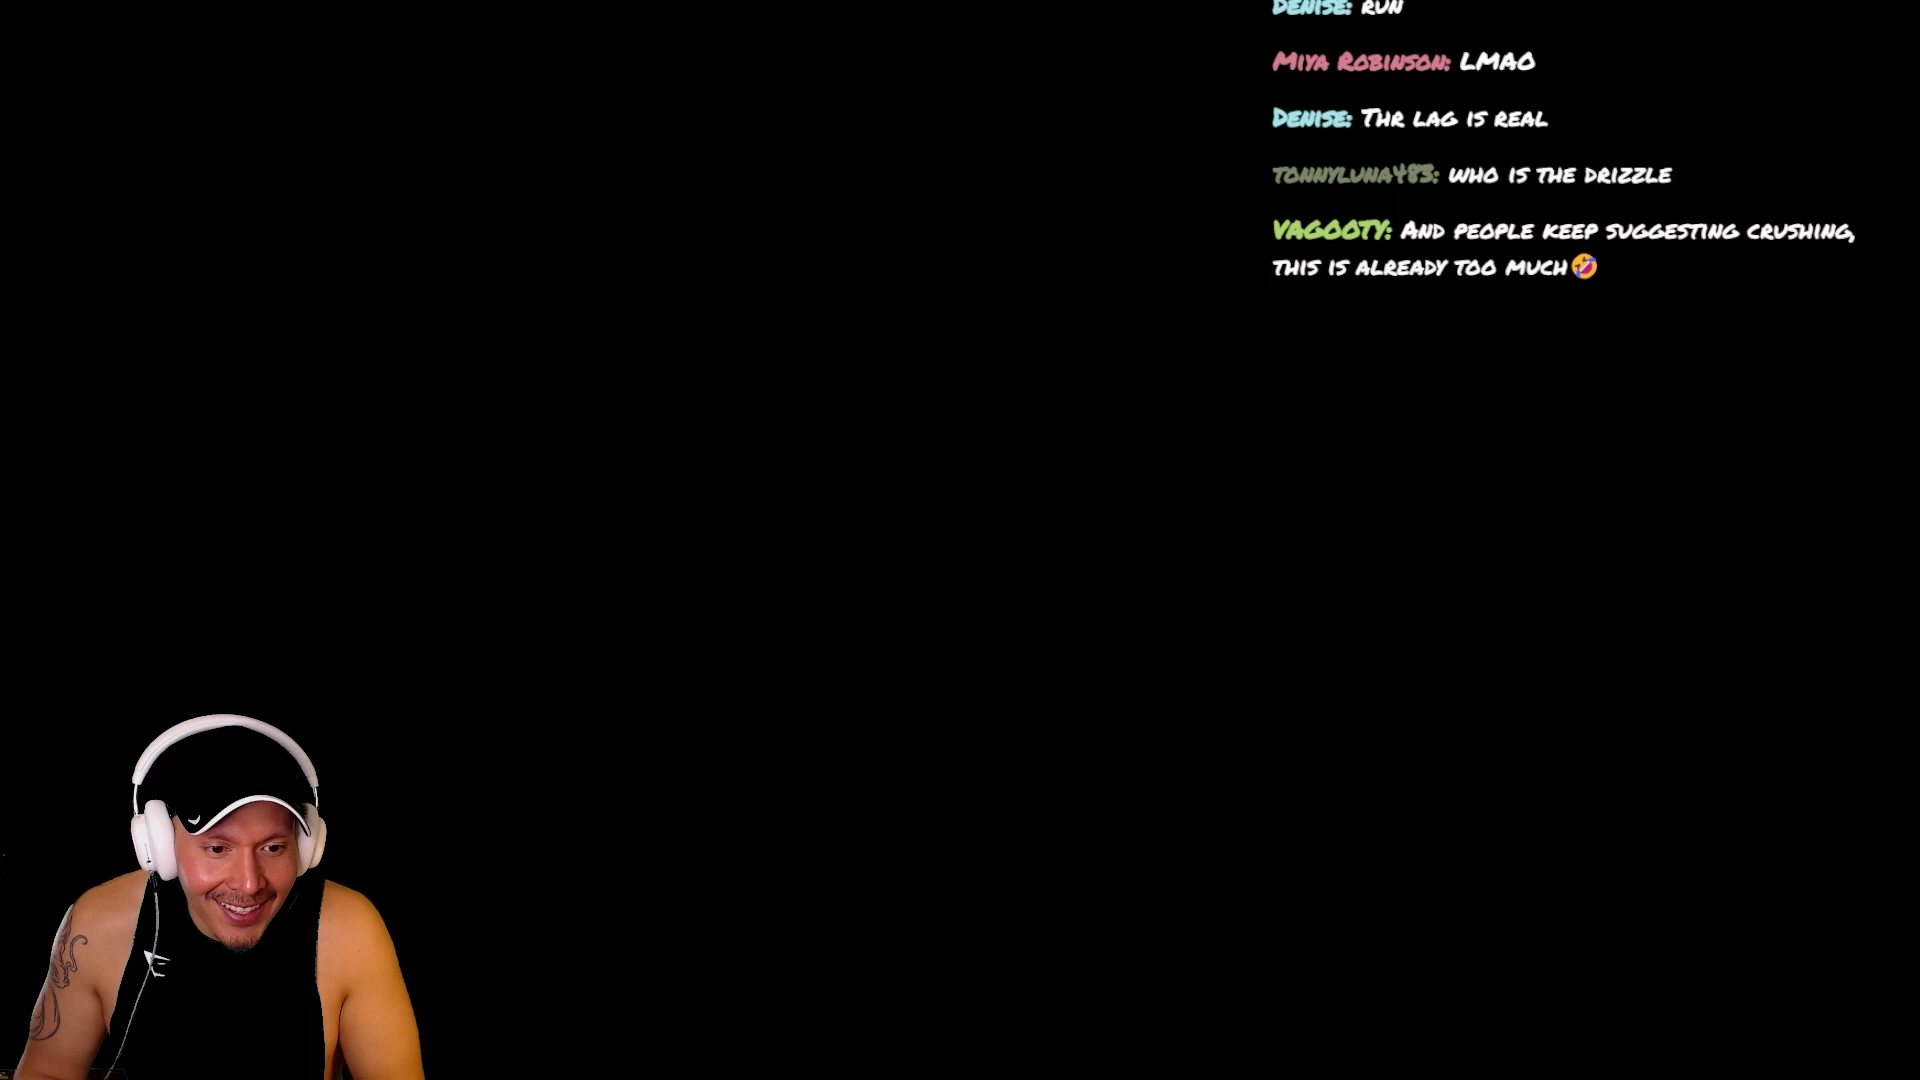 Denise: run
Miya Robinson: LMAO
Denise: Thr lag is real
tonnyluna483: who is the drizzle
VAGOOTY: And people keep suggesting crushing,
this is already too much🤣